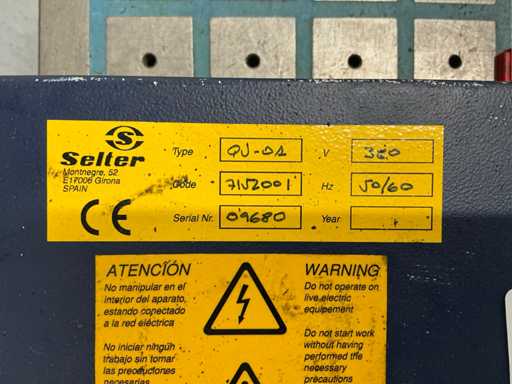 Selter
Montnegre, 52
E17006 Girona
SPAIN
CE
Type QU-01 V 380
Code 7152001 Hz 50/60
Serial Nr. 09680 Year
ATENCIÓN
No manipular en el
interior del aparato,
estando conectado
a la red eléctrica
No iniciar ningún
trabajo sin tomar
las precauciones
necesarias
WARNING
Do not operate on
live electric
equipement
Do not start work
without having
performed the
necessary
precautions